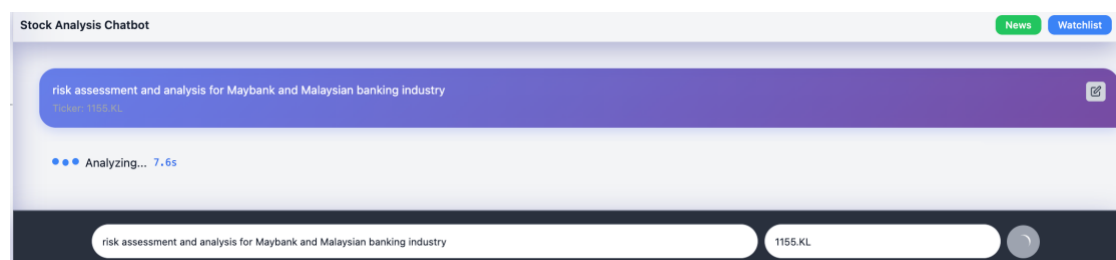 Stock Analysis Chatbot
News
Watchlist
risk assessment and analysis for Maybank and Malaysian banking industry
Ticker: 1155.KL
Analyzing... 7.6s
risk assessment and analysis for Maybank and Malaysian banking industry
1155.KL